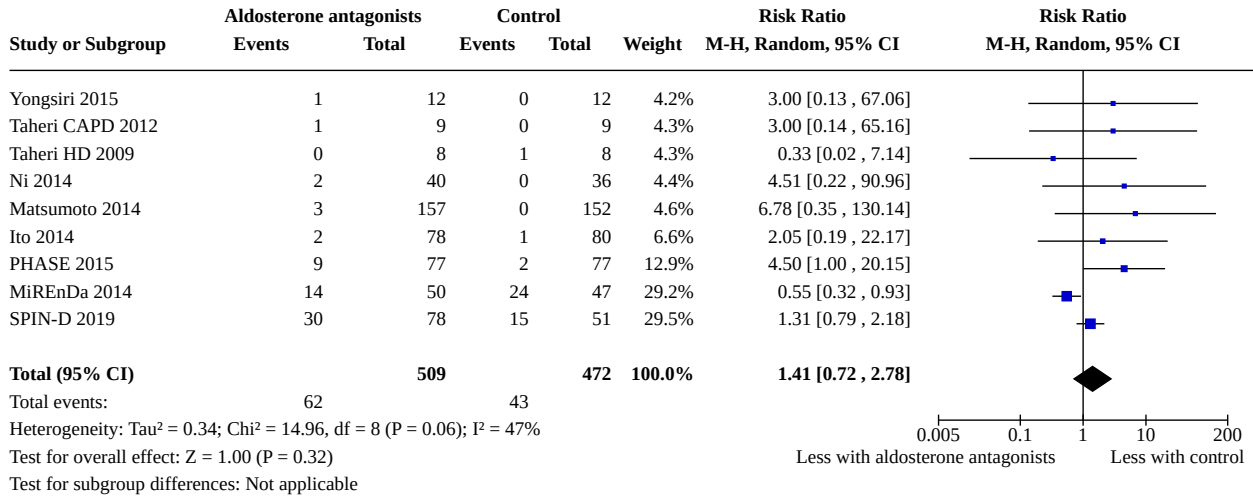 Aldosterone antagonists Control Risk Ratio Risk Ratio
Study or Subgroup Events Total Events Total Weight M-H, Random, 95% CI M-H, Random, 95% CI
Yongsiri 2015 1 12 0 12 4.2% 3.00 [0.13 , 67.06]
Taheri CAPD 2012 1 9 0 9 4.3% 3.00 [0.14 , 65.16]
Taheri HD 2009 0 8 1 8 4.3% 0.33 [0.02 , 7.14]
Ni 2014 2 40 0 36 4.4% 4.51 [0.22 , 90.96]
Matsumoto 2014 3 157 0 152 4.6% 6.78 [0.35 , 130.14]
Ito 2014 2 78 1 80 6.6% 2.05 [0.19 , 22.17]
PHASE 2015 9 77 2 77 12.9% 4.50 [1.00 , 20.15]
MiREnDa 2014 14 50 24 47 29.2% 0.55 [0.32 , 0.93]
SPIN-D 2019 30 78 15 51 29.5% 1.31 [0.79 , 2.18]
Total (95% CI) 509 472 100.0% 1.41 [0.72 , 2.78]
Total events: 62 43
Heterogeneity: Tau² = 0.34; Chi² = 14.96, df = 8 (P = 0.06); I² = 47%
0.005 0.1 1 10 200
Test for overall effect: Z = 1.00 (P = 0.32)
Less with aldosterone antagonists Less with control
Test for subgroup differences: Not applicable